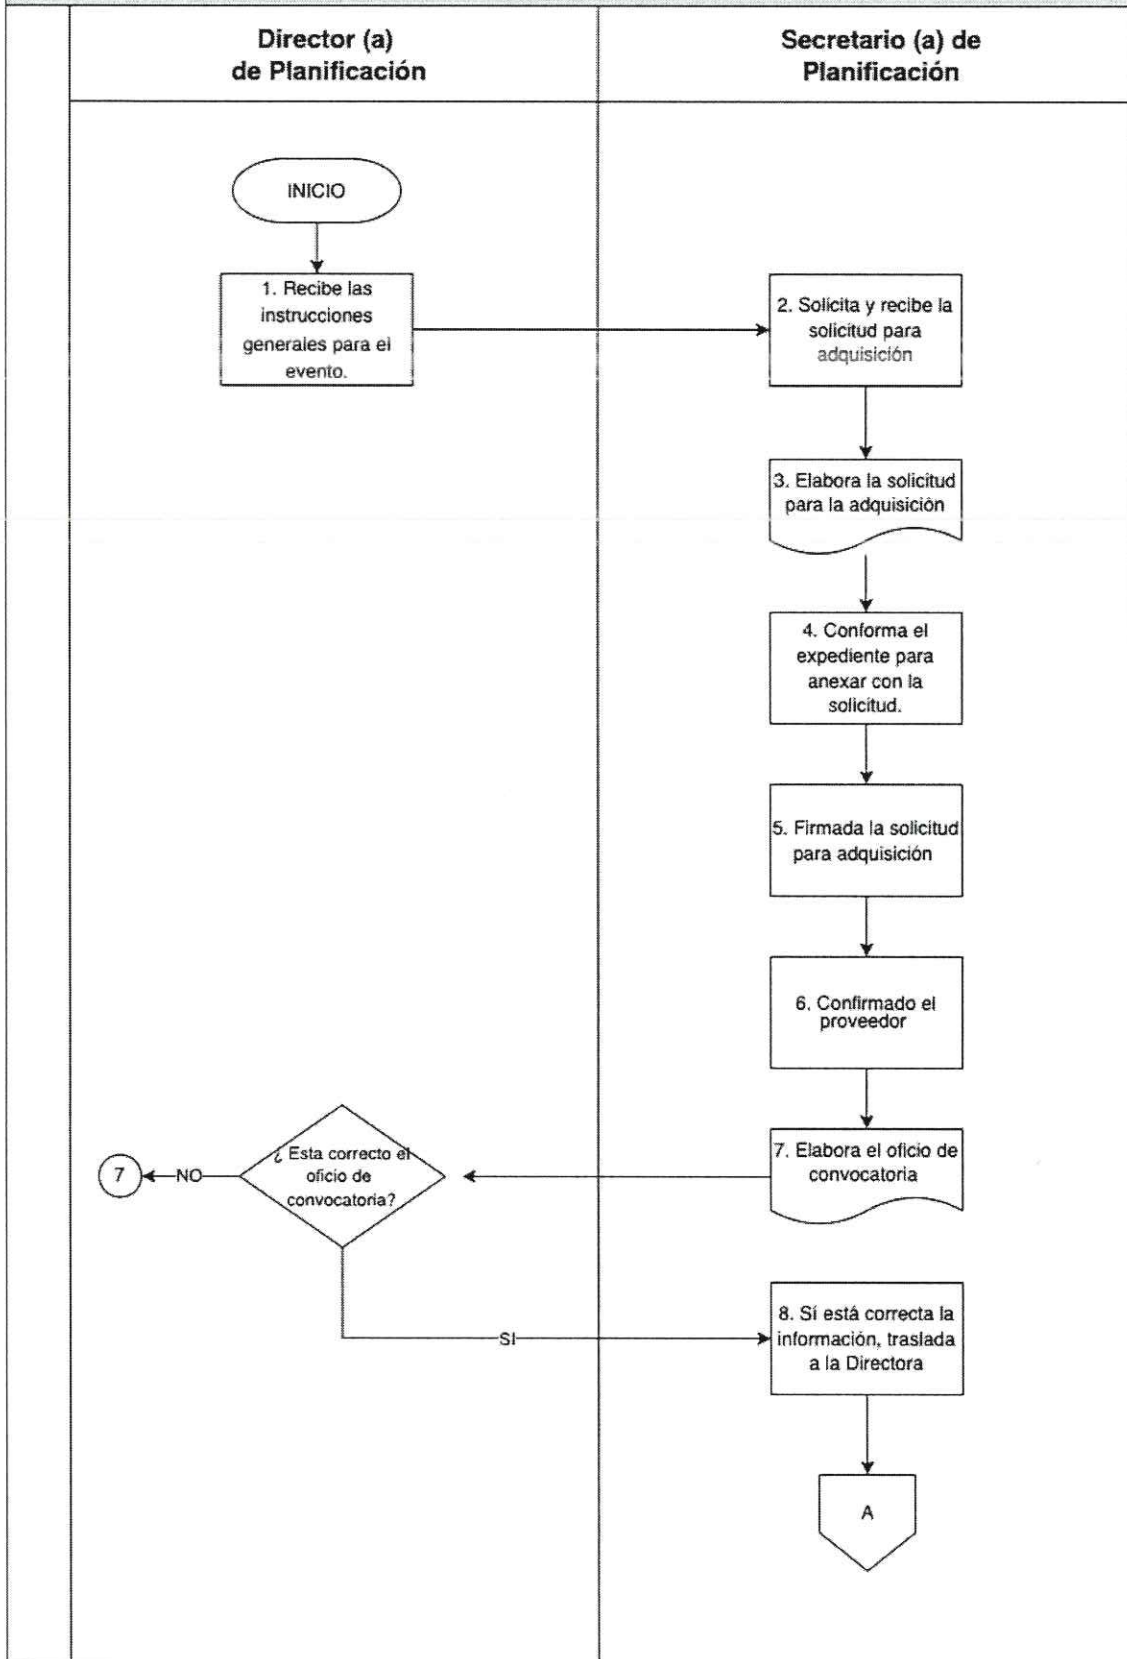 Director (a)
de Planificación
Secretario (a) de
Planificación
INICIO
1. Recibe las
instrucciones
generales para el
evento.
2. Solicita y recibe la
solicitud para
adquisición
3. Elabora la solicitud
para la adquisición
4. Conforma el
expediente para
anexar con la
solicitud.
5. Firmada la solicitud
para adquisición
6. Confirmado el
proveedor
7. Elabora el oficio de
convocatoria
¿ Esta correcto el
oficio de
convocatoria?
NO
7
SI
8. Sí está correcta la
información, traslada
a la Directora
A